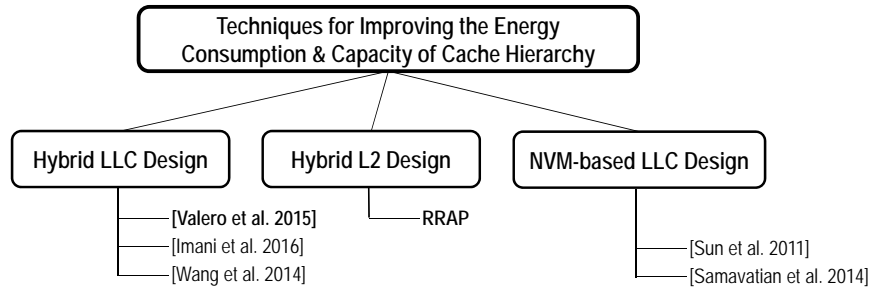 Techniques for Improving the Energy
Consumption & Capacity of Cache Hierarchy
Hybrid LLC Design
Hybrid L2 Design
NVM-based LLC Design
[Valero et al. 2015]
[Imani et al. 2016]
[Wang et al. 2014]
RRAP
[Sun et al. 2011]
[Samavatian et al. 2014]